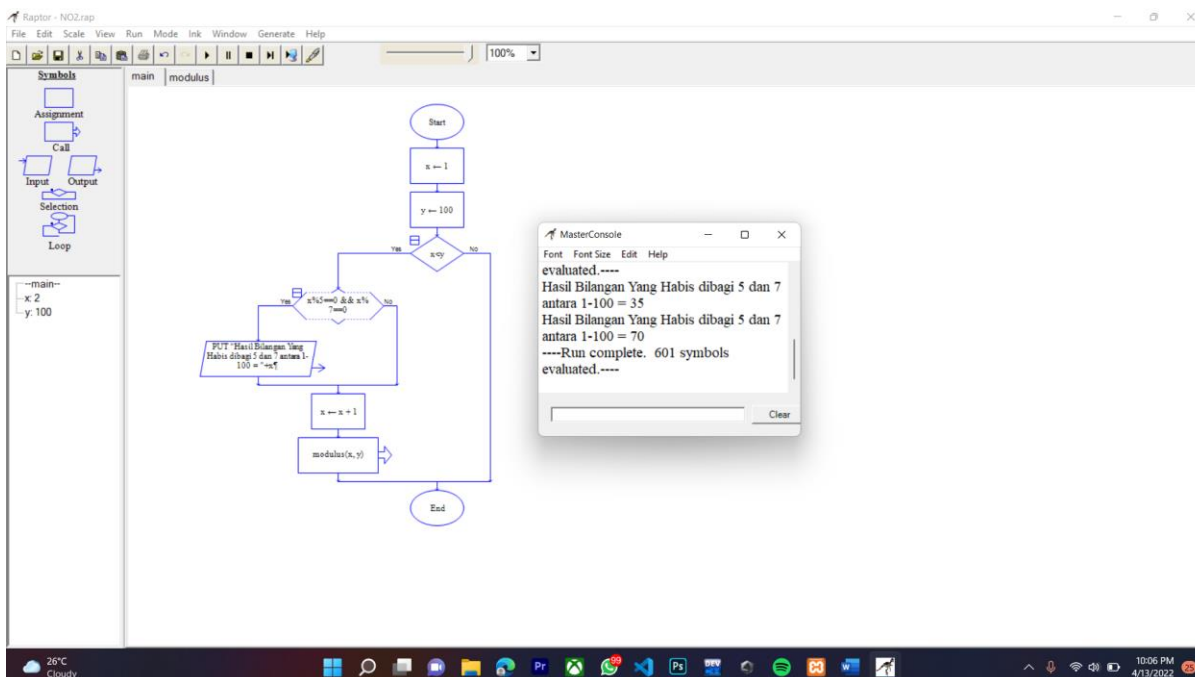 Raptor - NO2.rap
File Edit Scale View Run Mode Ink Window Generate Help
100%
Symbols
Assignment
Call
Input Output
Selection
Loop
--main--
x: 2
y: 100
main modulus
Start
x ← 1
y ← 100
Yes No
x<y
Yes No
x%5==0 && x%
7==0
PUT "Hasil Bilangan Yang
Habis dibagi 5 dan 7 antara 1-
100 = "+x¶
x ← x + 1
modulus(x, y)
End
MasterConsole
Font Font Size Edit Help
evaluated.----
Hasil Bilangan Yang Habis dibagi 5 dan 7
antara 1-100 = 35
Hasil Bilangan Yang Habis dibagi 5 dan 7
antara 1-100 = 70
----Run complete. 601 symbols
evaluated.----
Clear
26°C
Cloudy
Pr
99
Ps
DEV
10:06 PM
4/13/2022
25